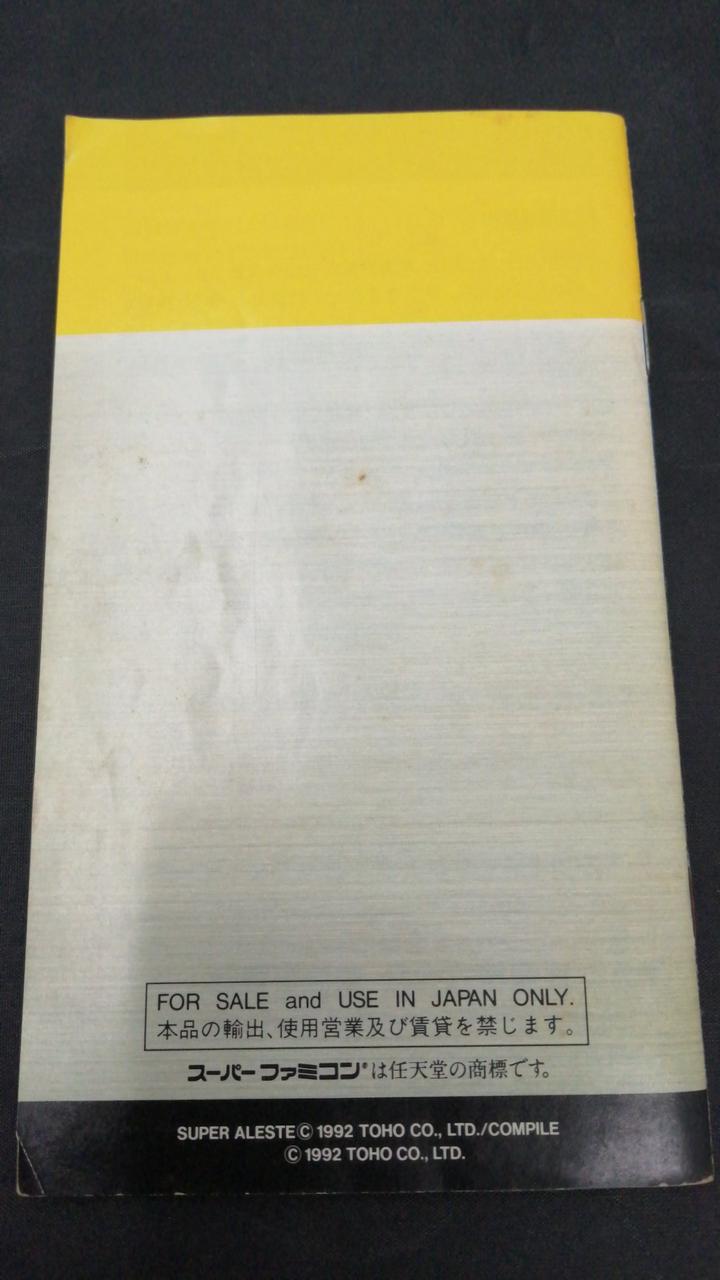 FOR SALE and USE IN JAPAN ONLY.
本品の輸出、使用営業及び賃貸を禁じます。
スーパーファミコン®は任天堂の商標です。
SUPER ALESTE© 1992 TOHO CO., LTD./COMPILE
© 1992 TOHO CO., LTD.